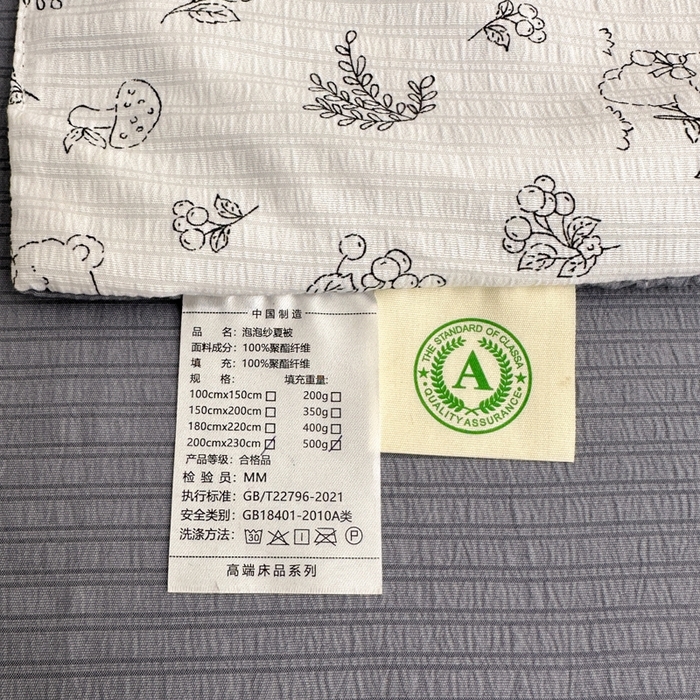 中国制造
品 名：泡泡纱夏被
面料成分：100%聚酯纤维
填 充：100%聚酯纤维
规 格： 填充重量：
100cmx150cm□ 200g□
150cmx200cm□ 350g□
180cmx220cm□ 400g□
200cmx230cm☑ 500g☑
产品等级：合格品
检 验 员：MM
执行标准：GB/T22796-2021
安全类别：GB18401-2010A类
洗涤方法：30 P
高端床品系列
THE STANDARD OF CLASSA
A
QUALITYASSURANCE